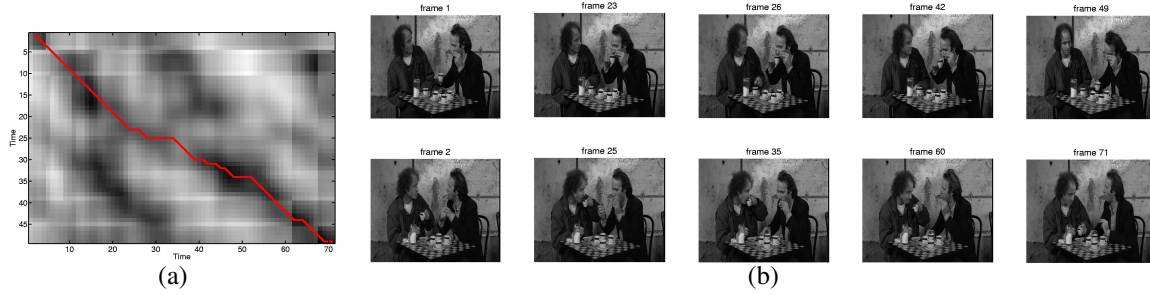 frame 1
frame 23
frame 26
frame 42
frame 49
5
10
15
20
25
30
35
40
45
Time
10 20 30 40 50 60 70
Time
(a)
frame 2
frame 25
frame 35
frame 60
frame 71
(b)